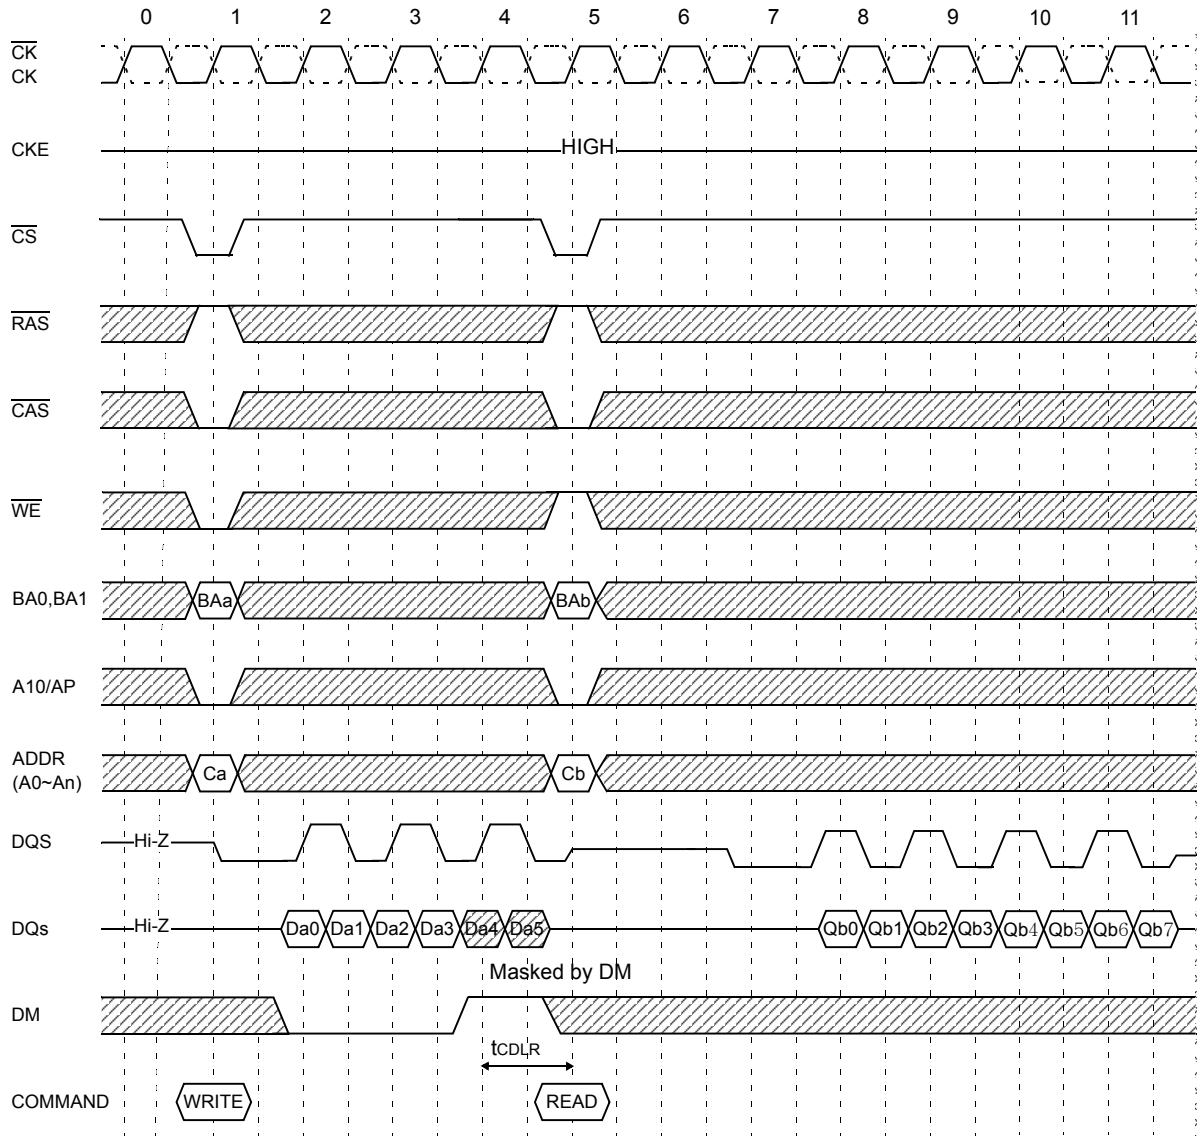 0 1 2 3 4 5 6 7 8 9 10 11
CK
CK
CKE
HIGH
CS
RAS
CAS
WE
BA0,BA1 BAa BAb
A10/AP
ADDR
(A0~An) Ca Cb
DQS Hi-Z
DQs Hi-Z Da0 Da1 Da2 Da3 Da4 Da5 Qb0 Qb1 Qb2 Qb3 Qb4 Qb5 Qb6 Qb7
Masked by DM
DM
tCDLR
COMMAND WRITE READ